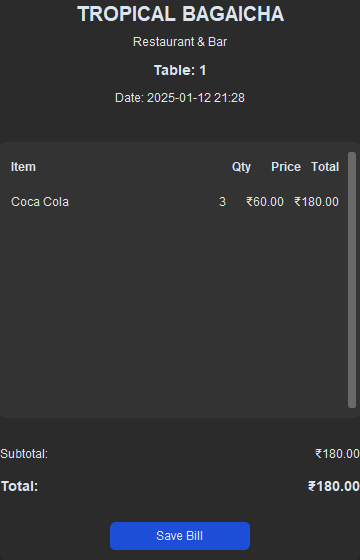 TROPICAL BAGAICHA
Restaurant & Bar
Table: 1
Date: 2025-01-12 21:28
Item Qty Price Total
Coca Cola 3 ₹60.00 ₹180.00
Subtotal: ₹180.00
Total: ₹180.00
Save Bill